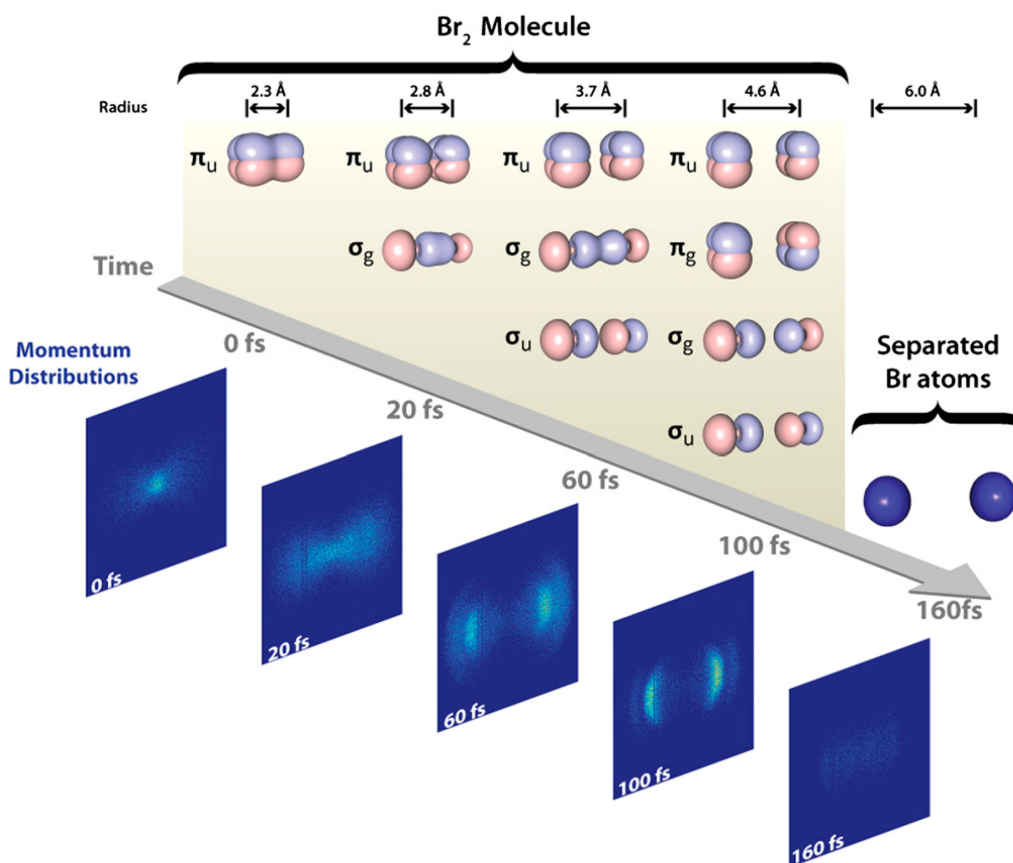 Br₂ Molecule
Radius 2.3 Å 2.8 Å 3.7 Å 4.6 Å 6.0 Å
πu πu πu πu
σg σg πg
σu σg
σu
Time
0 fs
20 fs
60 fs
100 fs
160fs
Separated
Br atoms
Momentum
Distributions
0 fs
20 fs
60 fs
100 fs
160 fs